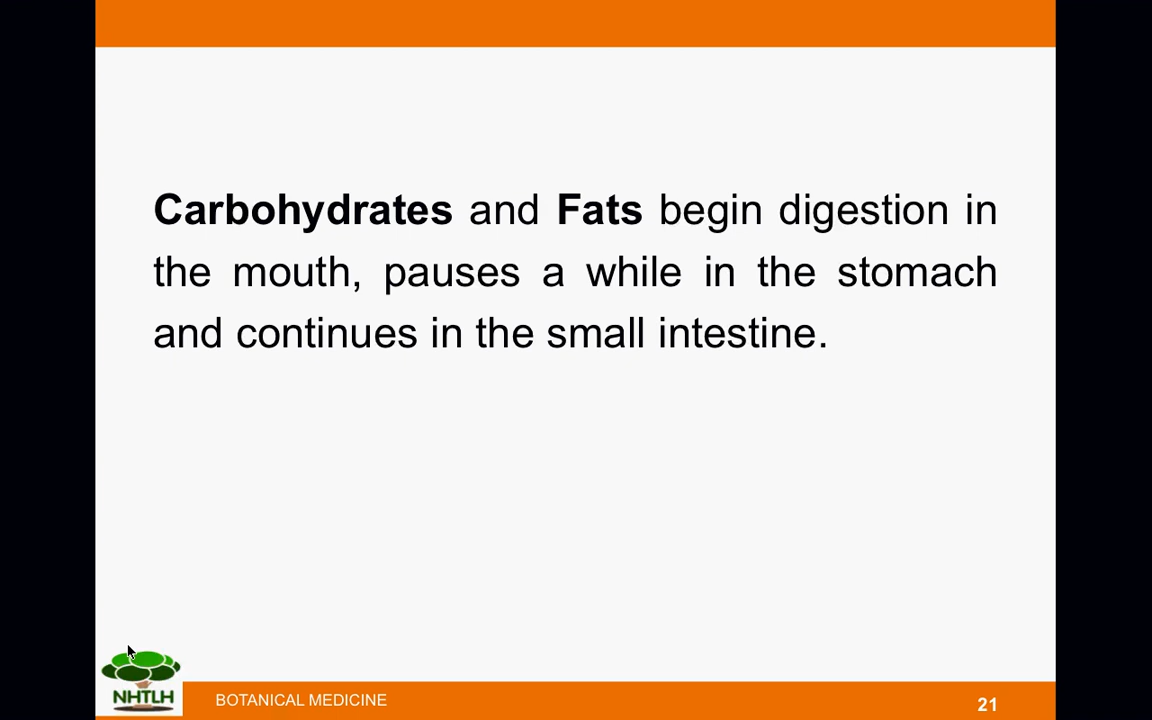 Carbohydrates and Fats begin digestion in
the mouth, pauses a while in the stomach
and continues in the small intestine.
NHTLH
BOTANICAL MEDICINE
21